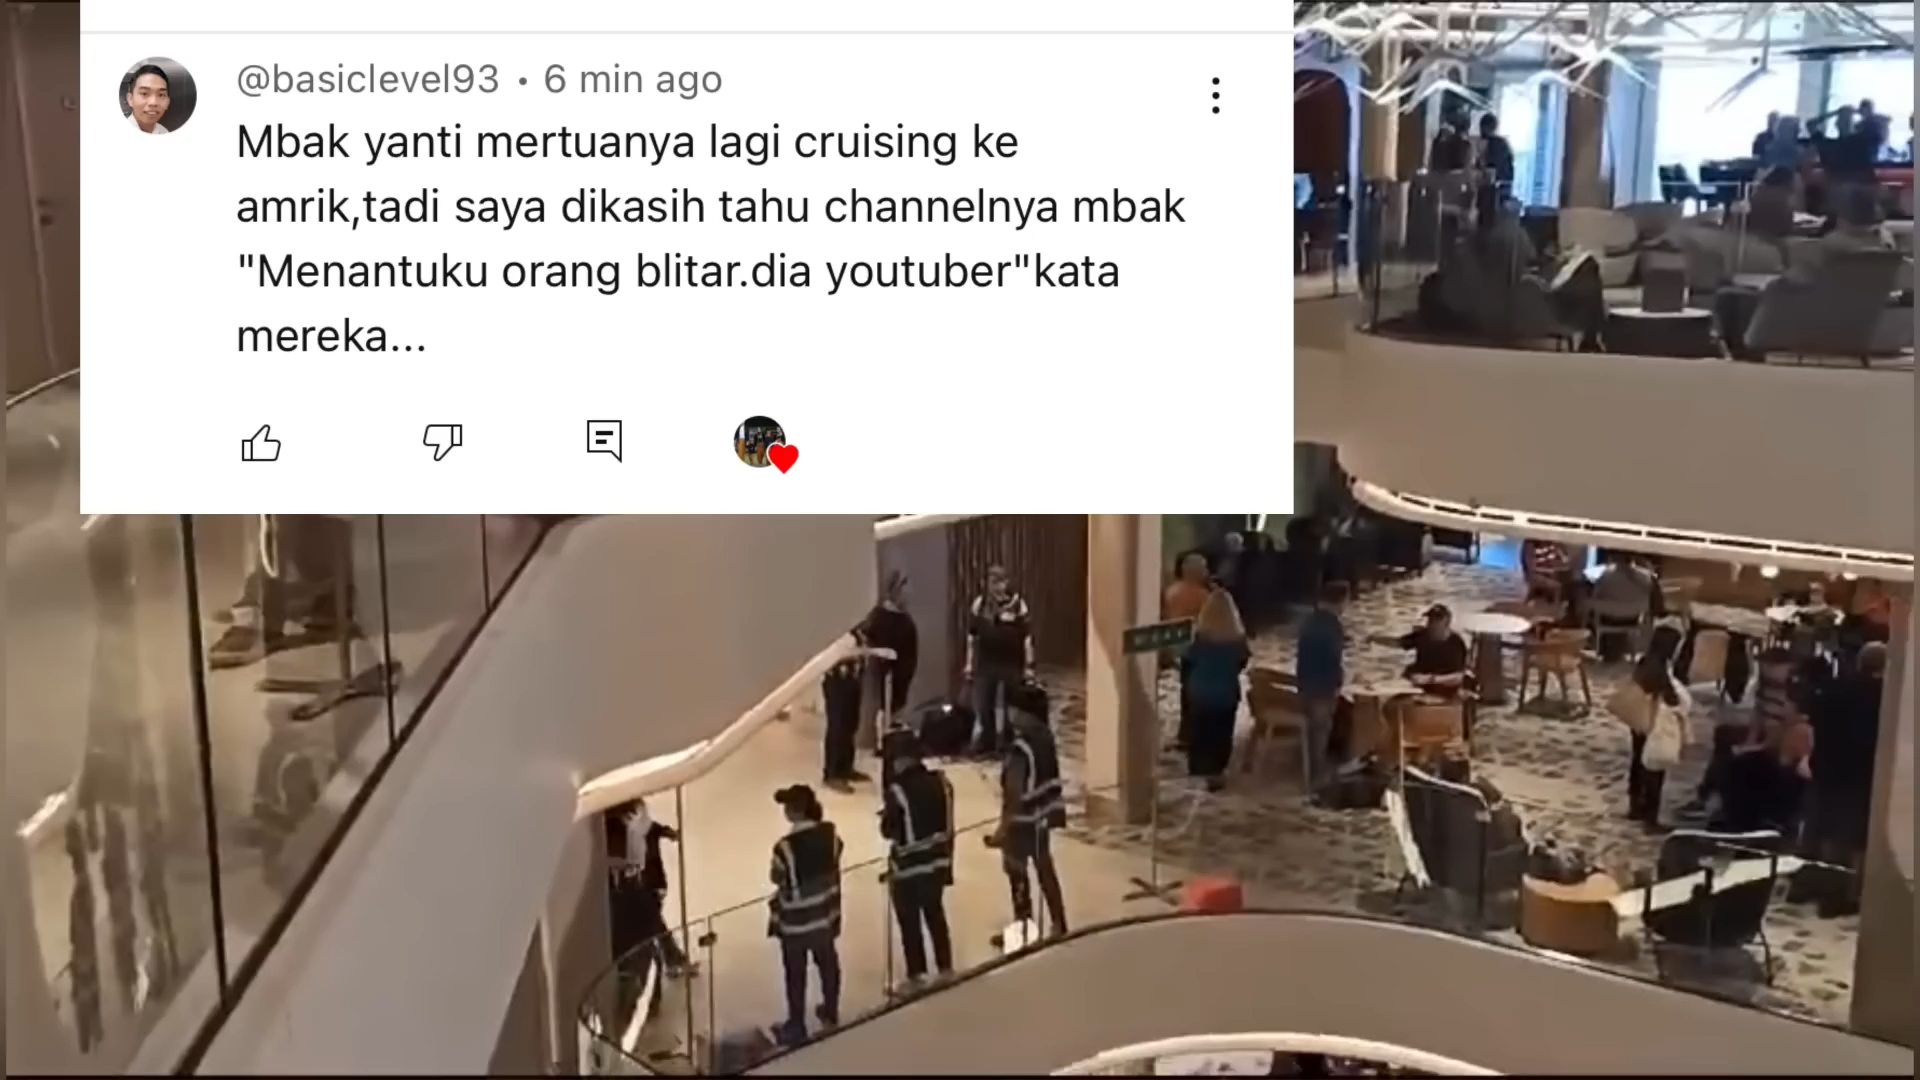 @basiclevel93 • 6 min ago
Mbak yanti mertuanya lagi cruising ke
amrik,tadi saya dikasih tahu channelnya mbak
"Menantuku orang blitar.dia youtuber"kata
mereka...